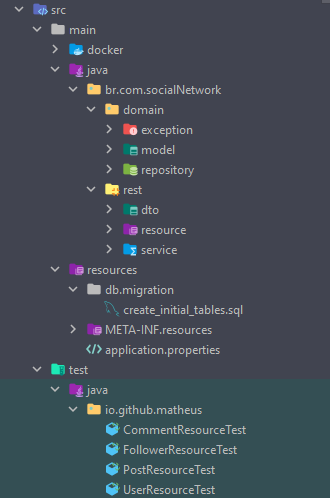 src
main
docker
java
br.com.socialNetwork
domain
exception
model
repository
rest
dto
resource
service
resources
db.migration
create_initial_tables.sql
META-INF.resources
application.properties
test
java
io.github.matheus
CommentResourceTest
FollowerResourceTest
PostResourceTest
UserResourceTest